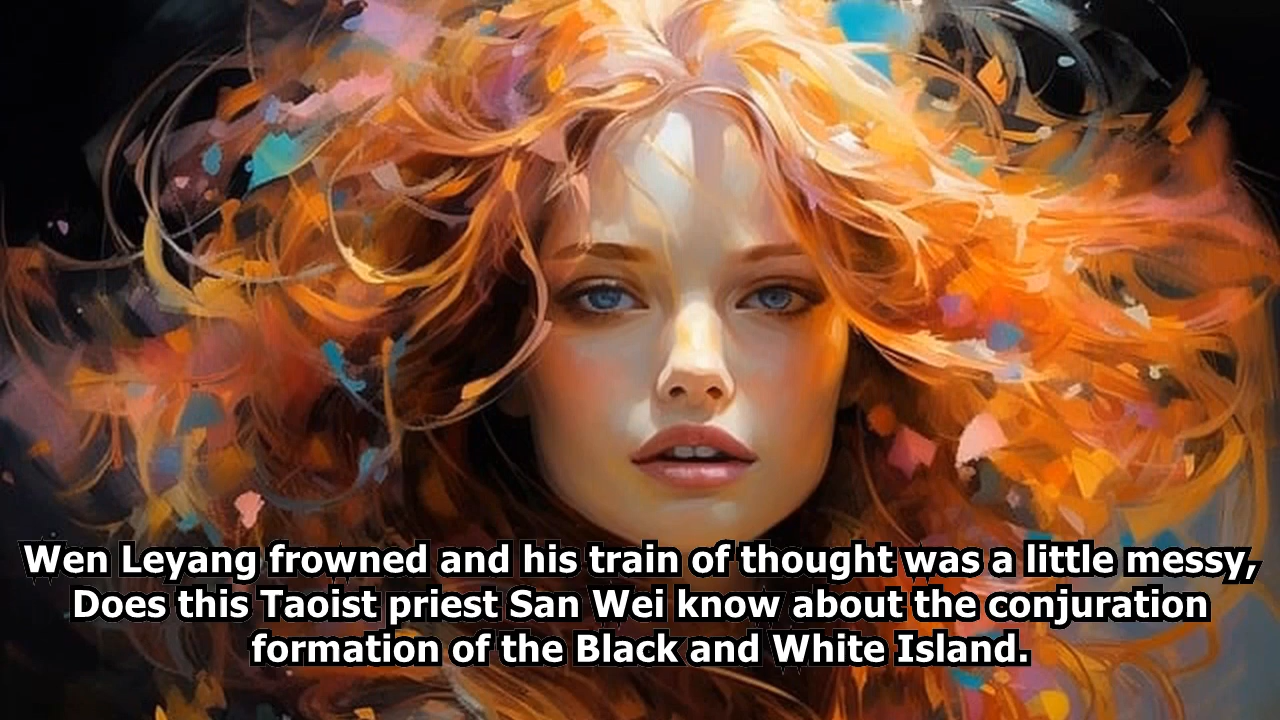 Wen Leyang frowned and his train of thought was a little messy,
Does this Taoist priest San Wei know about the conjuration
formation of the Black and White Island.